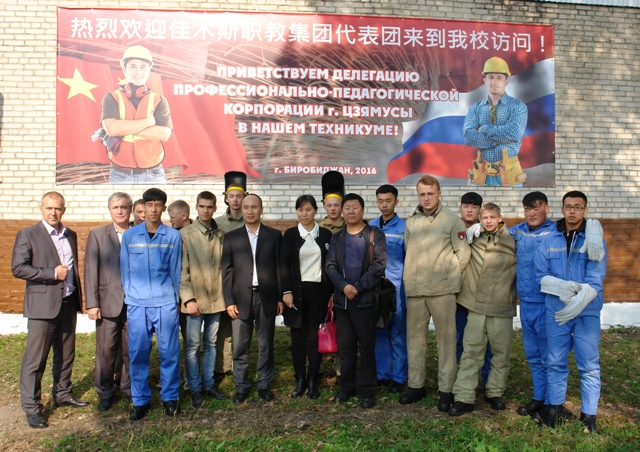 热烈欢迎佳木斯职教集团代表团来到我校访问！
ПРИВЕТСТВУЕМ ДЕЛЕГАЦИЮ
ПРОФЕССИОНАЛЬНО-ПЕДАГОГИЧЕСКОЙ
КОРПОРАЦИИ г. ЦЗЯМУСЫ
В НАШЕМ ТЕХНИКУМЕ!
г. БИРОБИДЖАН, 2016